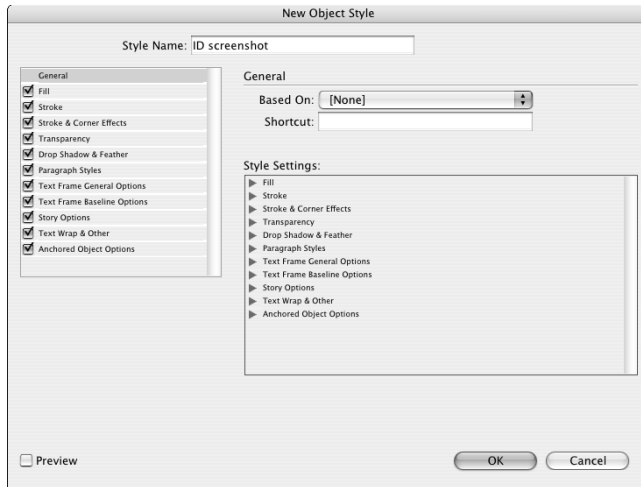 New Object Style
Style Name: ID screenshot
General
Fill
Stroke
Stroke & Corner Effects
Transparency
Drop Shadow & Feather
Paragraph Styles
Text Frame General Options
Text Frame Baseline Options
Story Options
Text Wrap & Other
Anchored Object Options
General
Based On: [None]
Shortcut:
Style Settings:
Fill
Stroke
Stroke & Corner Effects
Transparency
Drop Shadow & Feather
Paragraph Styles
Text Frame General Options
Text Frame Baseline Options
Story Options
Text Wrap & Other
Anchored Object Options
Preview
OK
Cancel